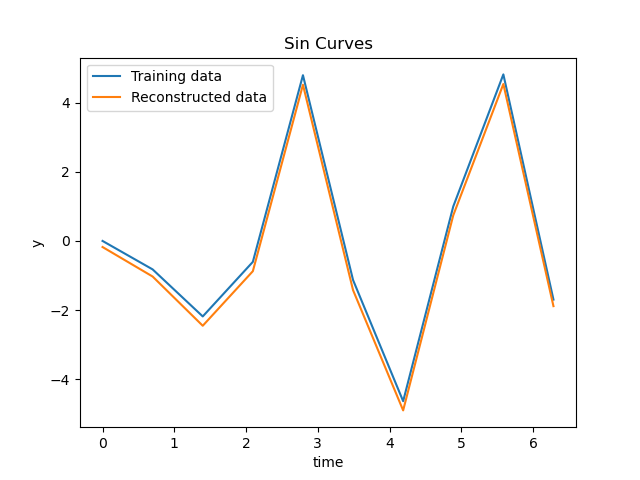 Sin Curves
Training data
Reconstructed data
4
2
0
−2
−4
y
0 1 2 3 4 5 6
time